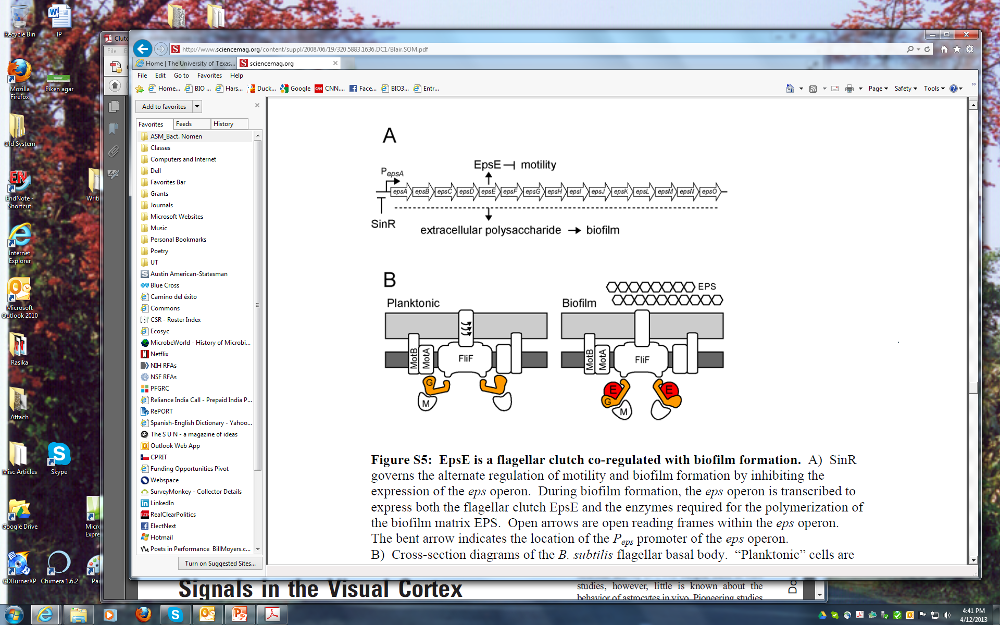 Recycle Bin
IP
Mozilla
Firefox
Eiken agar
Old System
EndNote -
Shortcut
Internet
Explorer
Microsoft
Outlook 2010
Rasika
Attach
Misc Articles
Skype
Google Drive
CDBurnerXP
Chimera 1.6.2
http://www.sciencemag.org/content/suppl/2008/06/19/320.5883.1636.DC1/Blair.SOM.pdf
Home | The University of Texas...
sciencemag.org
File Edit Go to Favorites Help
Home... BIO ... Hars... Duck... Google CNN.... Face... BIO3... Entr...
Page Safety Tools
Add to favorites
Favorites Feeds History
ASM_Bact. Nomen
Classes
Computers and Internet
Dell
Favorites Bar
Grants
Journals
Microsoft Websites
Music
Personal Bookmarks
Poetry
UT
Austin American-Statesman
Blue Cross
Camino del éxito
Commons
CSR - Roster Index
Ecosyc
MicrobeWorld - History of Microbi...
Netflix
NIH RFAs
NSF RFAs
PFGRC
Reliance India Call - Prepaid India P...
RePORT
Spanish-English Dictionary - Yahoo...
The S U N - a magazine of ideas
Outlook Web App
CPRIT
Funding Opportunities Pivot
Webspace
SurveyMonkey - Collector Details
LinkedIn
RealClearPolitics
ElectNext
Hotmail
Poets in Performance BillMoyers.c...
Turn on Suggested Sites...
A
EpsE motility
PepsA
epsA epsB epsC epsD epsE epsF epsG epsH epsI epsJ epsK epsL epsM epsN epsO
SinR
extracellular polysaccharide → biofilm
B
Planktonic
Biofilm
EPS
MotB MotA FliF
G
M
MotB MotA FliF
E E
G
M
Figure S5: EpsE is a flagellar clutch co-regulated with biofilm formation. A) SinR
governs the alternate regulation of motility and biofilm formation by inhibiting the
expression of the eps operon. During biofilm formation, the eps operon is transcribed to
express both the flagellar clutch EpsE and the enzymes required for the polymerization of
the biofilm matrix EPS. Open arrows are open reading frames within the eps operon.
The bent arrow indicates the location of the Peps promoter of the eps operon.
B) Cross-section diagrams of the B. subtilis flagellar basal body. “Planktonic” cells are
Signals in the Visual Cortex
studies, however, little is known about the
behavior of astrocytes in vivo. Pioneering studies
4:41 PM
4/12/2013